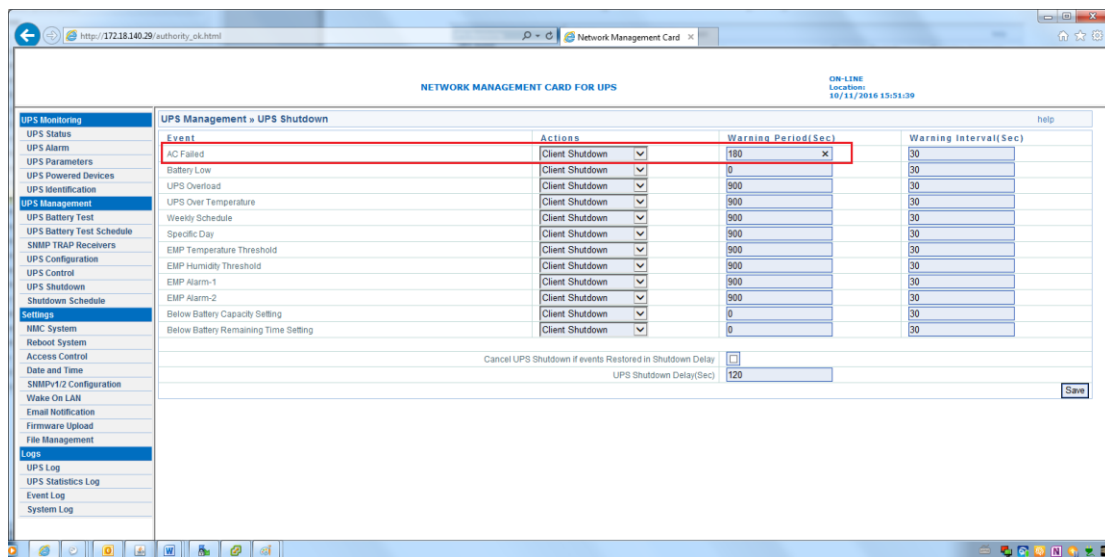 http://172.18.140.29/authority_ok.html
Network Management Card
NETWORK MANAGEMENT CARD FOR UPS
ON-LINE
Location:
10/11/2016 15:51:39
UPS Monitoring
UPS Status
UPS Alarm
UPS Parameters
UPS Powered Devices
UPS Identification
UPS Management
UPS Battery Test
UPS Battery Test Schedule
SNMP TRAP Receivers
UPS Configuration
UPS Control
UPS Shutdown
Shutdown Schedule
Settings
NMC System
Reboot System
Access Control
Date and Time
SNMPv1/2 Configuration
Wake On LAN
Email Notification
Firmware Upload
File Management
Logs
UPS Log
UPS Statistics Log
Event Log
System Log
UPS Management » UPS Shutdown help
Event Actions Warning Period(Sec) Warning Interval(Sec)
AC Failed Client Shutdown 180 30
Battery Low Client Shutdown 0 30
UPS Overload Client Shutdown 900 30
UPS Over Temperature Client Shutdown 900 30
Weekly Schedule Client Shutdown 900 30
Specific Day Client Shutdown 900 30
EMP Temperature Threshold Client Shutdown 900 30
EMP Humidity Threshold Client Shutdown 900 30
EMP Alarm-1 Client Shutdown 900 30
EMP Alarm-2 Client Shutdown 900 30
Below Battery Capacity Setting Client Shutdown 0 30
Below Battery Remaining Time Setting Client Shutdown 0 30
Cancel UPS Shutdown if events Restored in Shutdown Delay
UPS Shutdown Delay(Sec) 120
Save